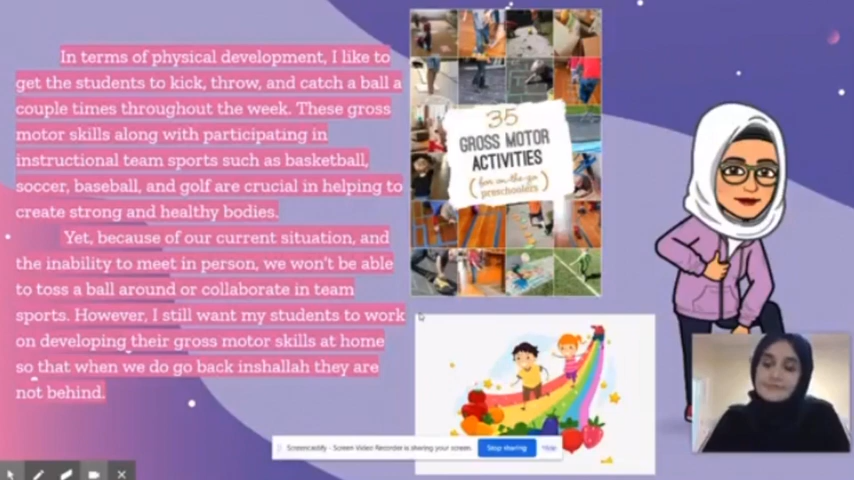 In terms of physical development, I like to
get the students to kick, throw, and catch a ball a
couple times throughout the week. These gross
motor skills along with participating in
instructional team sports such as basketball,
soccer, baseball, and golf are crucial in helping to
create strong and healthy bodies.
Yet, because of our current situation, and
the inability to meet in person, we won't be able
to toss a ball around or collaborate in team
sports. However, I still want my students to work
on developing their gross motor skills at home
so that when we do go back inshallah they are
not behind.
35
GROSS MOTOR
ACTIVITIES
(for on-the-go
preschoolers)
Screencastify - Screen Video Recorder is sharing your screen.
Stop sharing
Hide